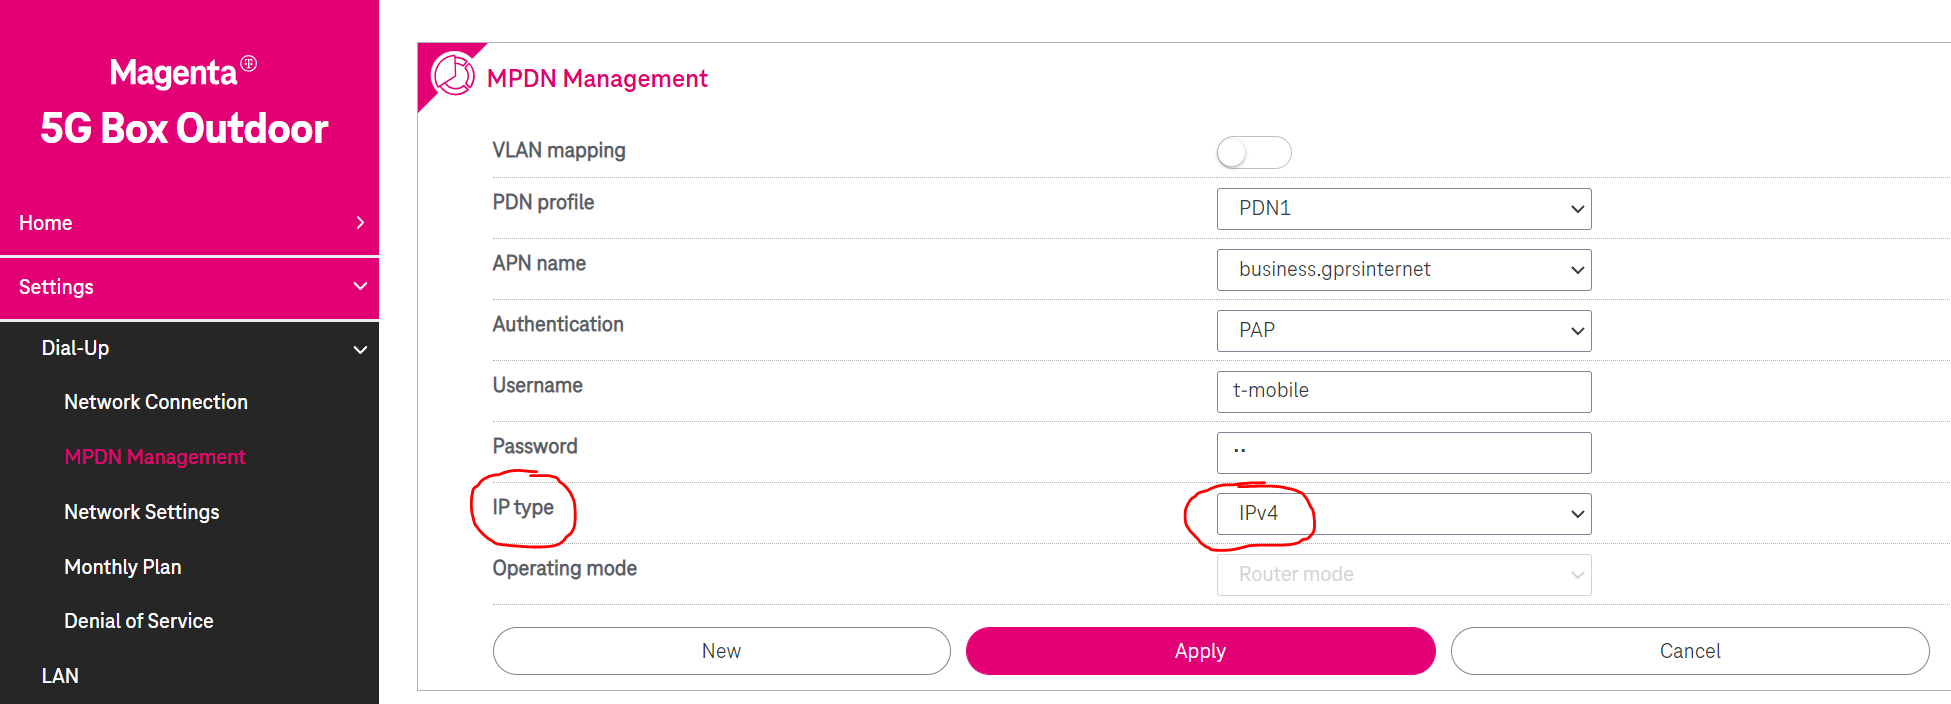 Magenta
5G Box Outdoor
Home
Settings
Dial-Up
Network Connection
MPDN Management
Network Settings
Monthly Plan
Denial of Service
LAN
MPDN Management
VLAN mapping
PDN profile PDN1
APN name business.gprsinternet
Authentication PAP
Username t-mobile
Password ··
IP type IPv4
Operating mode Router mode
New Apply Cancel